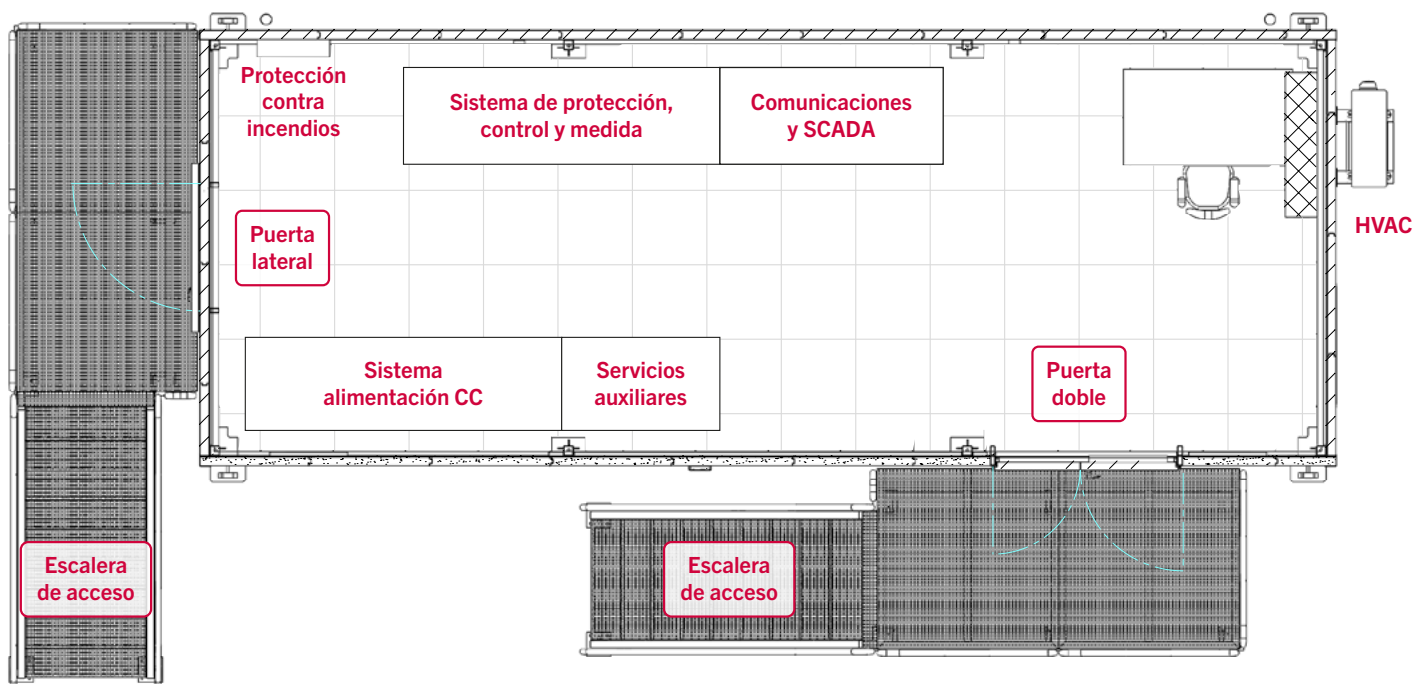 Protección
contra
incendios
Sistema de protección,
control y medida
Comunicaciones
y SCADA
HVAC
Puerta
lateral
Sistema
alimentación CC
Servicios
auxiliares
Puerta
doble
Escalera
de acceso
Escalera
de acceso